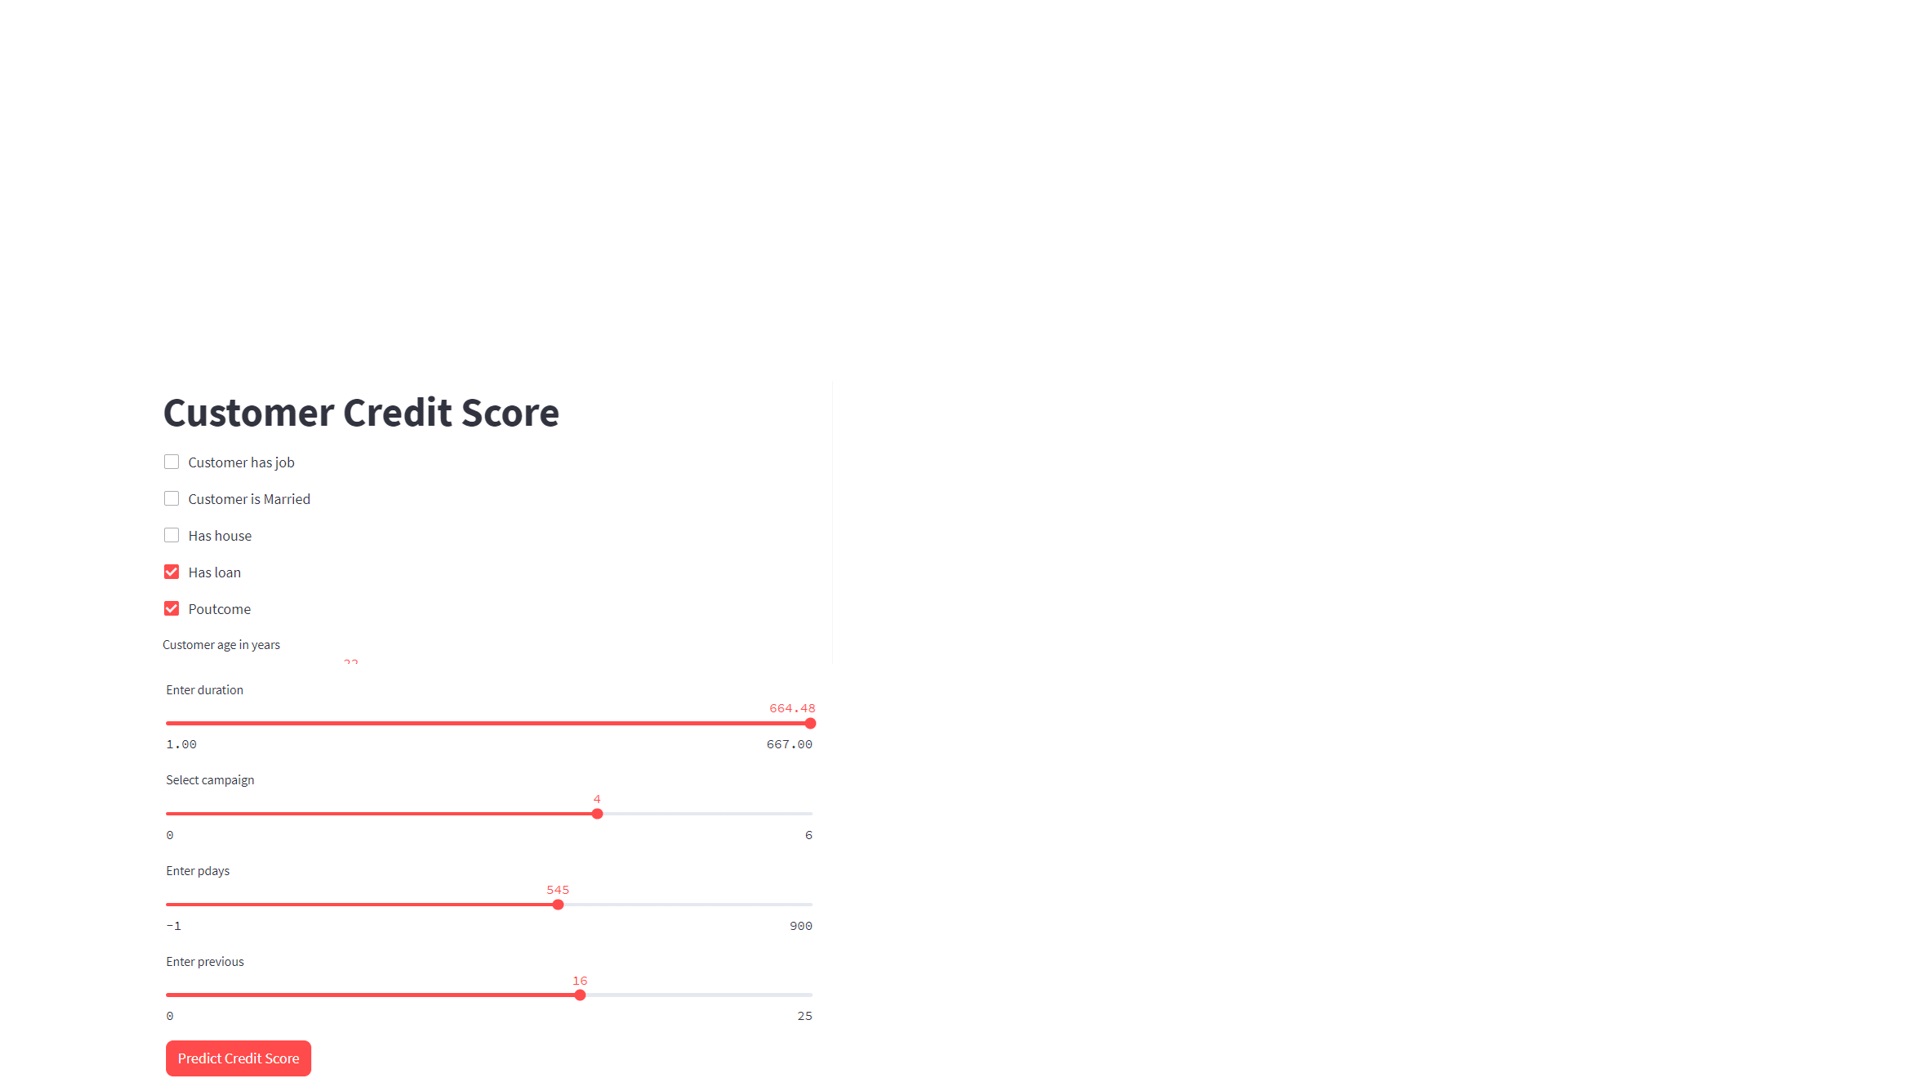 Customer Credit Score
Customer has job
Customer is Married
Has house
Has loan
Poutcome
Customer age in years
Enter duration
664.48
1.00 667.00
Select campaign
4
0 6
Enter pdays
545
-1 900
Enter previous
16
0 25
Predict Credit Score